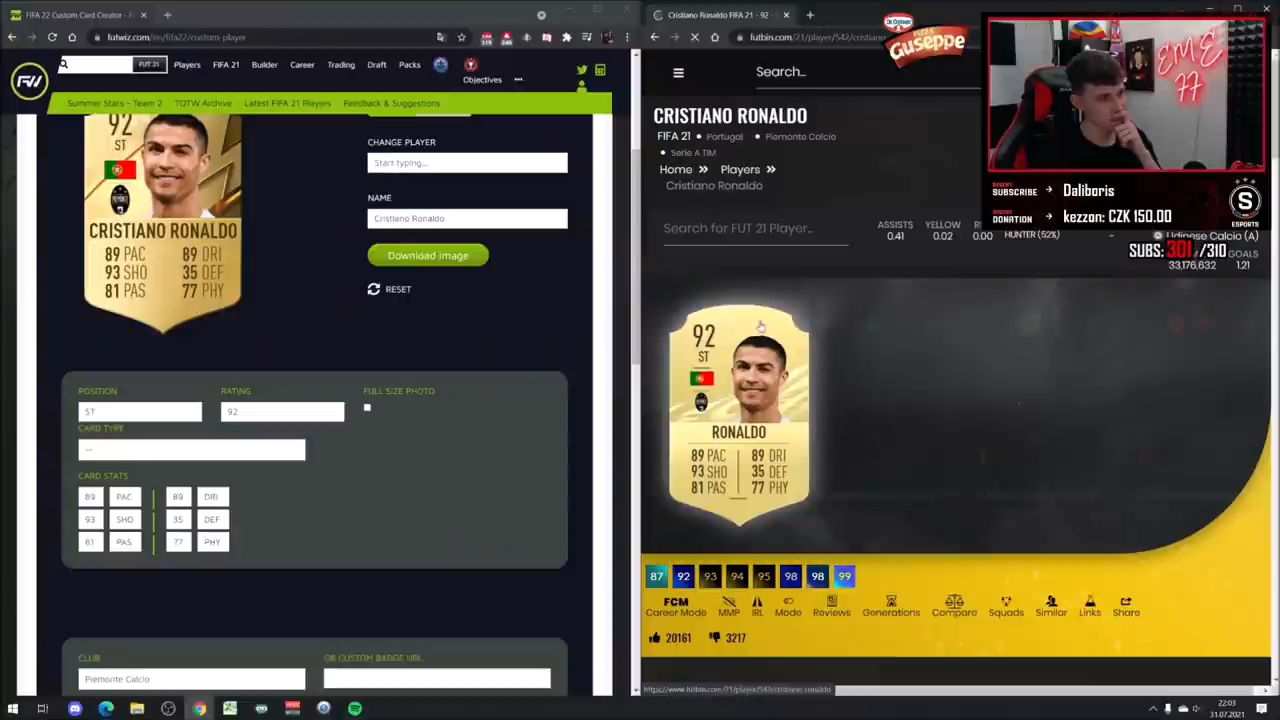 FIFA 22 Custom Card Creator - F
futwiz.com/en/fifa22/custom-player
FW
FUT 21
Players
FIFA 21
Builder
Career
Trading
Draft
Packs
Objectives
Summer Stars - Team 2
TOTW Archive
Latest FIFA 21 Players
Feedback & Suggestions
92
ST
CRISTIANO RONALDO
89 PAC
89 DRI
93 SHO
35 DEF
81 PAS
77 PHY
CHANGE PLAYER
Start typing...
NAME
Cristiano Ronaldo
Download image
RESET
POSITION
RATING
FULL SIZE PHOTO
ST
92
CARD TYPE
--
CARD STATS
89 PAC
89 DRI
93 SHO
35 DEF
81 PAS
77 PHY
CLUB
OR CUSTOM BADGE URL
Piemonte Calcio
Cristiano Ronaldo FIFA 21 - 92 -
futbin.com/21/player/542/cristiano
Search...
CRISTIANO RONALDO
FIFA 21
Portugal
Piemonte Calcio
Serie A TIM
Home
Players
Cristiano Ronaldo
Search for FUT 21 Player...
ASSISTS
0.41
YELLOW
0.02
0.00
HUNTER (52%)
Udinese Calcio (A)
33,176,632
GOALS
1.21
92
ST
RONALDO
89 PAC
89 DRI
93 SHO
35 DEF
81 PAS
77 PHY
87 92 93 94 95 98 98 99
FCM
Career Mode
MMP
IRL
Mode
Reviews
Generations
Compare
Squads
Similar
Links
Share
20161
3217
https://www.futbin.com/21/player/542/cristiano-ronaldo
PIZZA
Guseppe
EME
77
RECENT
SUBSCRIBE
Daliboris
RECENT
DONATION
kezzon: CZK 150.00
S
ESPORTS
SUBS: 301 /310
22:03
31.07.2021